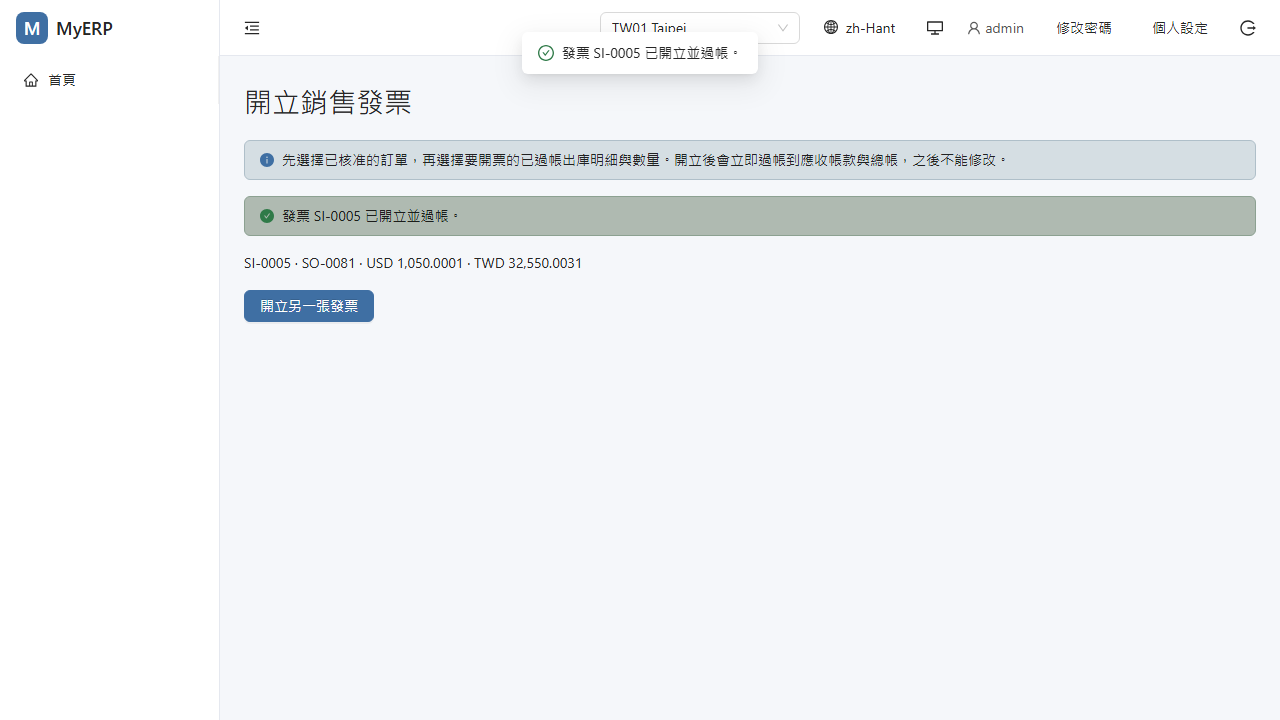 M MyERP
TW01 Taipei
zh-Hant
admin
修改密碼
個人設定
發票 SI-0005 已開立並過帳。
首頁
開立銷售發票
先選擇已核准的訂單，再選擇要開票的已過帳出庫明細與數量。開立後會立即過帳到應收帳款與總帳，之後不能修改。
發票 SI-0005 已開立並過帳。
SI-0005 · SO-0081 · USD 1,050.0001 · TWD 32,550.0031
開立另一張發票